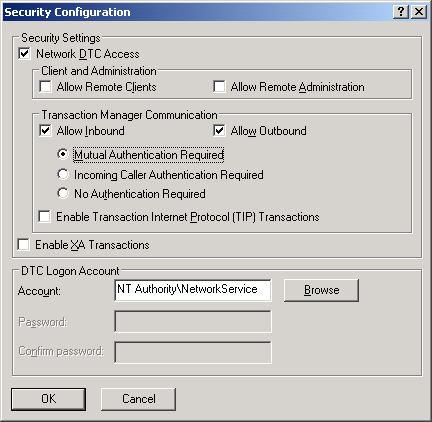 Security Configuration
Security Settings
Network DTC Access
Client and Administration
Allow Remote Clients Allow Remote Administration
Transaction Manager Communication
Allow Inbound Allow Outbound
Mutual Authentication Required
Incoming Caller Authentication Required
No Authentication Required
Enable Transaction Internet Protocol (TIP) Transactions
Enable XA Transactions
DTC Logon Account
Account: NT Authority\NetworkService Browse
Password:
Confirm password:
OK Cancel